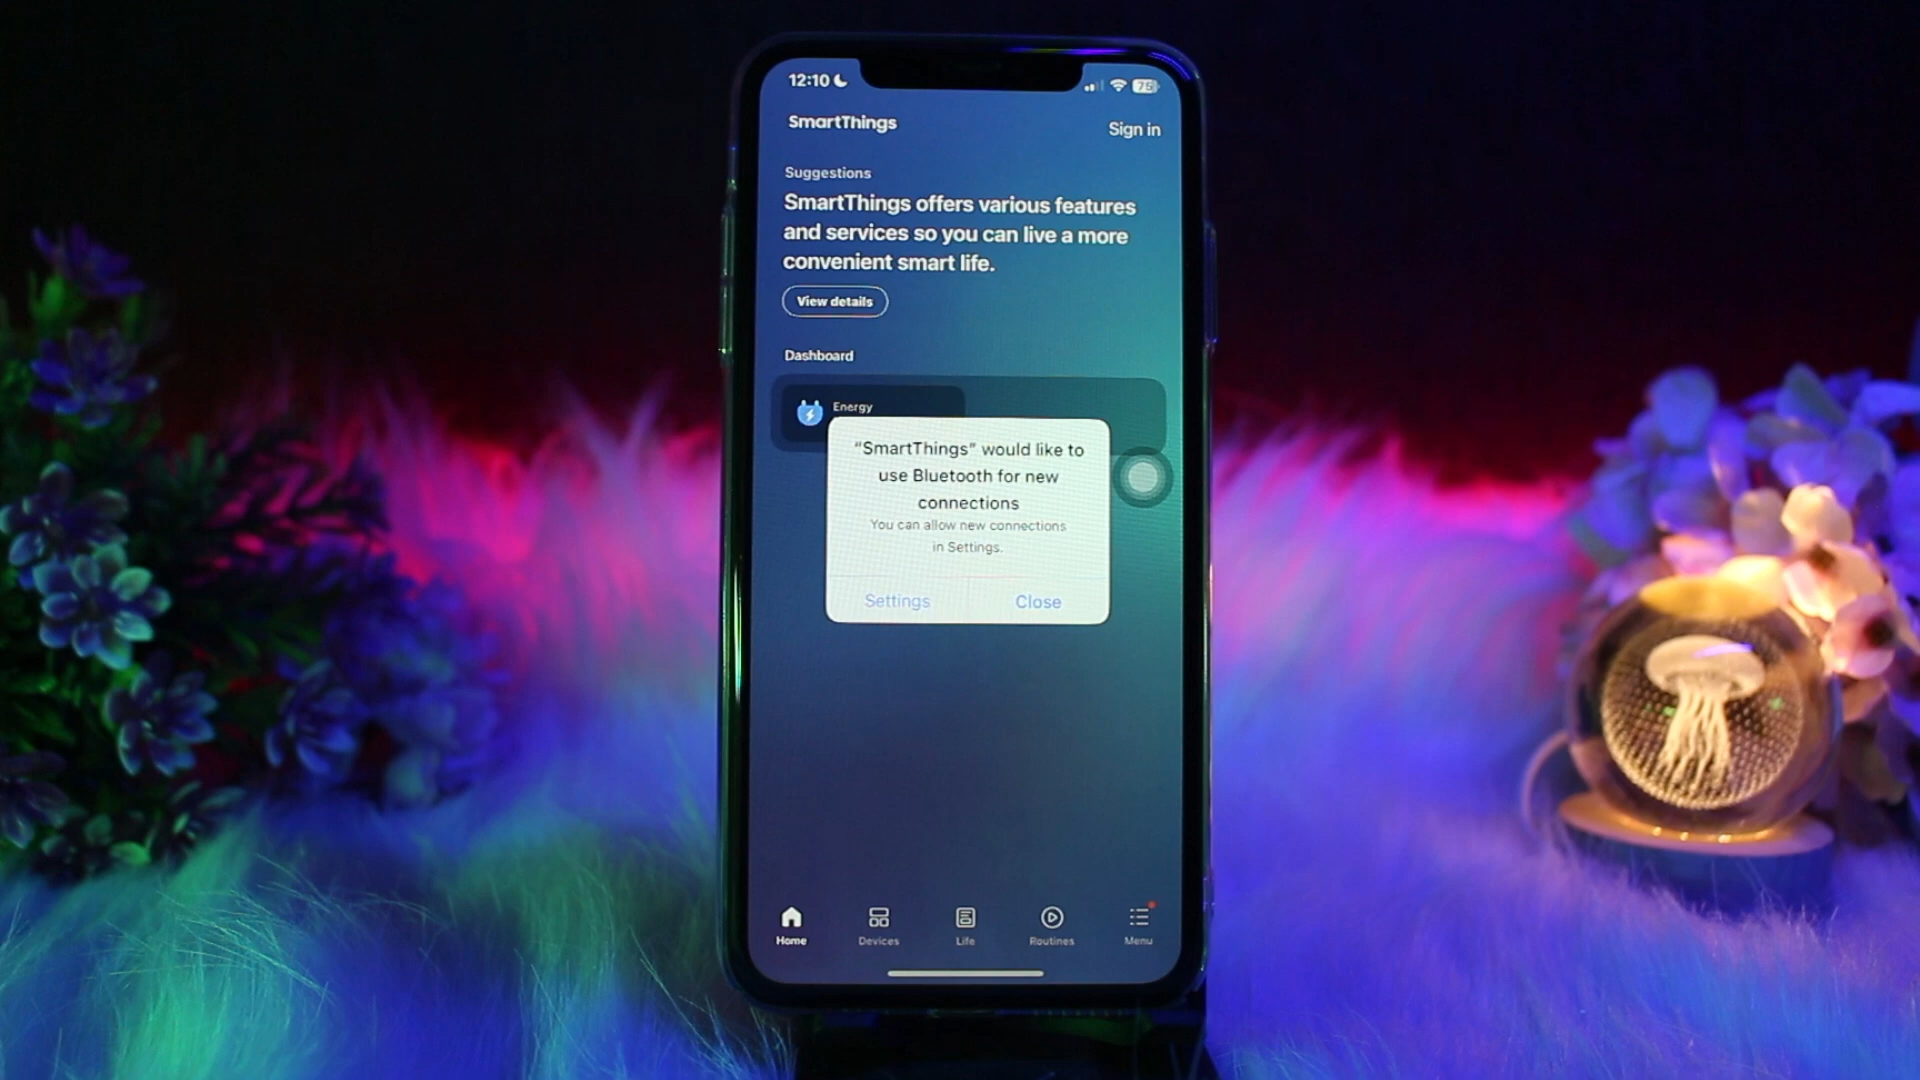 12:10
75
SmartThings
Sign in
Suggestions
SmartThings offers various features
and services so you can live a more
convenient smart life.
View details
Dashboard
Energy
“SmartThings” would like to
use Bluetooth for new
connections
You can allow new connections
in Settings.
Settings
Close
Home
Devices
Life
Routines
Menu